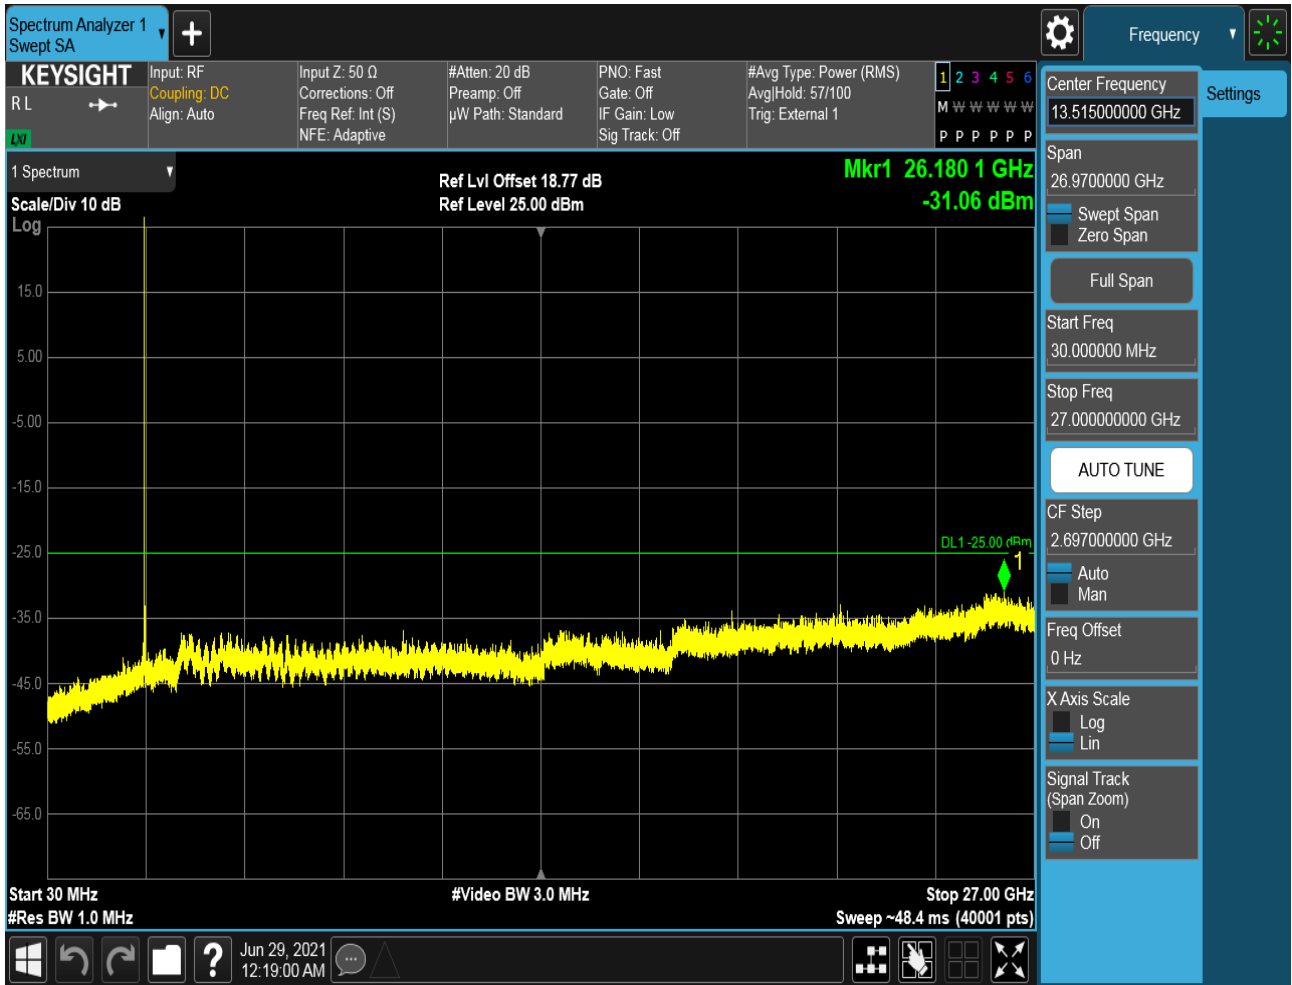 Spectrum Analyzer 1
Swept SA
Frequency
KEYSIGHT
R L
LXI
Input: RF
Coupling: DC
Align: Auto
Input Z: 50 Ω
Corrections: Off
Freq Ref: Int (S)
NFE: Adaptive
#Atten: 20 dB
Preamp: Off
µW Path: Standard
PNO: Fast
Gate: Off
IF Gain: Low
Sig Track: Off
#Avg Type: Power (RMS)
Avg|Hold: 57/100
Trig: External 1
1 2 3 4 5 6
M W W W W W
P P P P P P
1 Spectrum
Scale/Div 10 dB
Log
Ref Lvl Offset 18.77 dB
Ref Level 25.00 dBm
Mkr1 26.180 1 GHz
-31.06 dBm
15.0
5.00
-5.00
-15.0
-25.0
-35.0
-45.0
-55.0
-65.0
DL1 -25.00 dBm
1
Start 30 MHz
#Res BW 1.0 MHz
#Video BW 3.0 MHz
Stop 27.00 GHz
Sweep ~48.4 ms (40001 pts)
Center Frequency
13.515000000 GHz
Settings
Span
26.9700000 GHz
Swept Span
Zero Span
Full Span
Start Freq
30.000000 MHz
Stop Freq
27.000000000 GHz
AUTO TUNE
CF Step
2.697000000 GHz
Auto
Man
Freq Offset
0 Hz
X Axis Scale
Log
Lin
Signal Track
(Span Zoom)
On
Off
?
Jun 29, 2021
12:19:00 AM